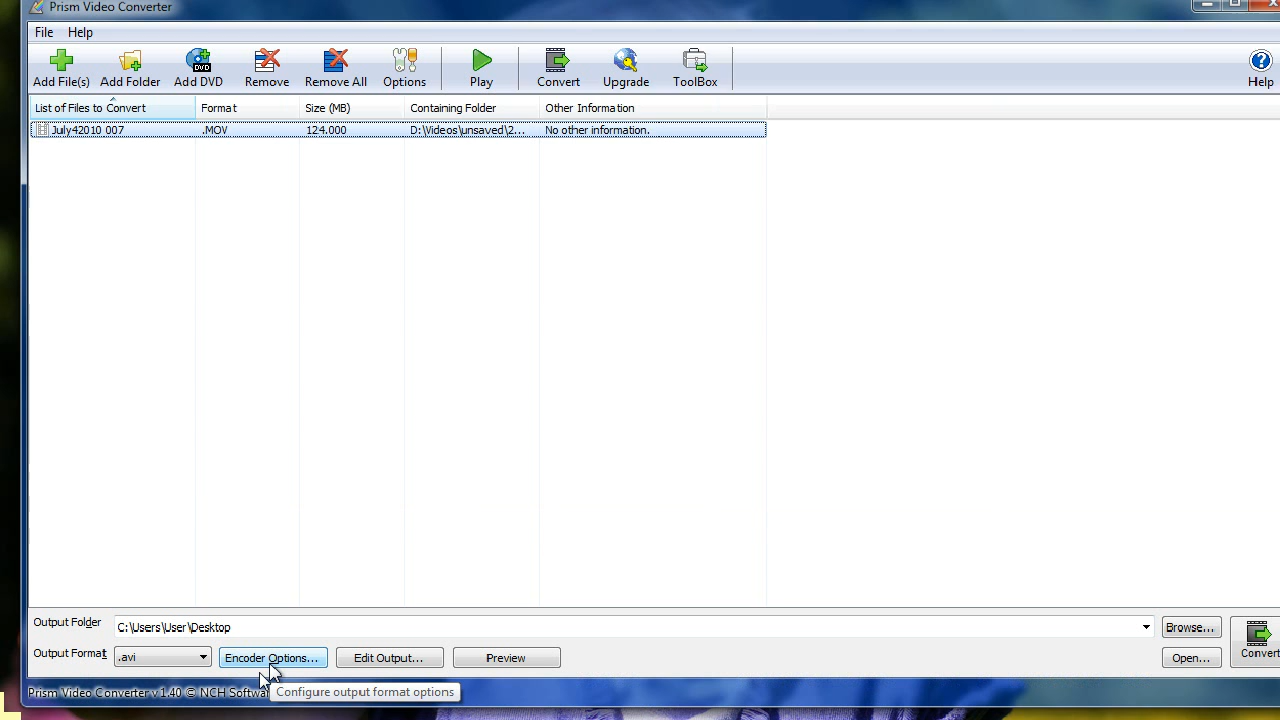 Prism Video Converter
File Help
Add File(s) Add Folder Add DVD Remove Remove All Options Play Convert Upgrade ToolBox Help
List of Files to Convert Format Size (MB) Containing Folder Other Information
July42010 007 .MOV 124.000 D:\Videos\unsaved\2... No other information.
Output Folder C:\Users\User\Desktop Browse...
Output Format .avi Encoder Options... Edit Output... Preview Open... Convert
Prism Video Converter v 1.40 © NCH Softwa
Configure output format options